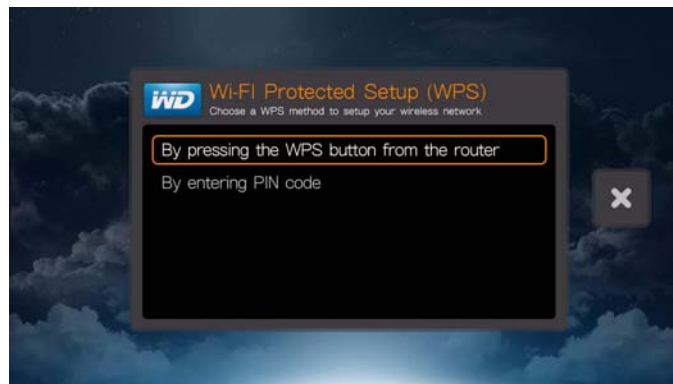 WD
Wi-FI Protected Setup (WPS)
Choose a WPS method to setup your wireless network
By pressing the WPS button from the router
By entering PIN code